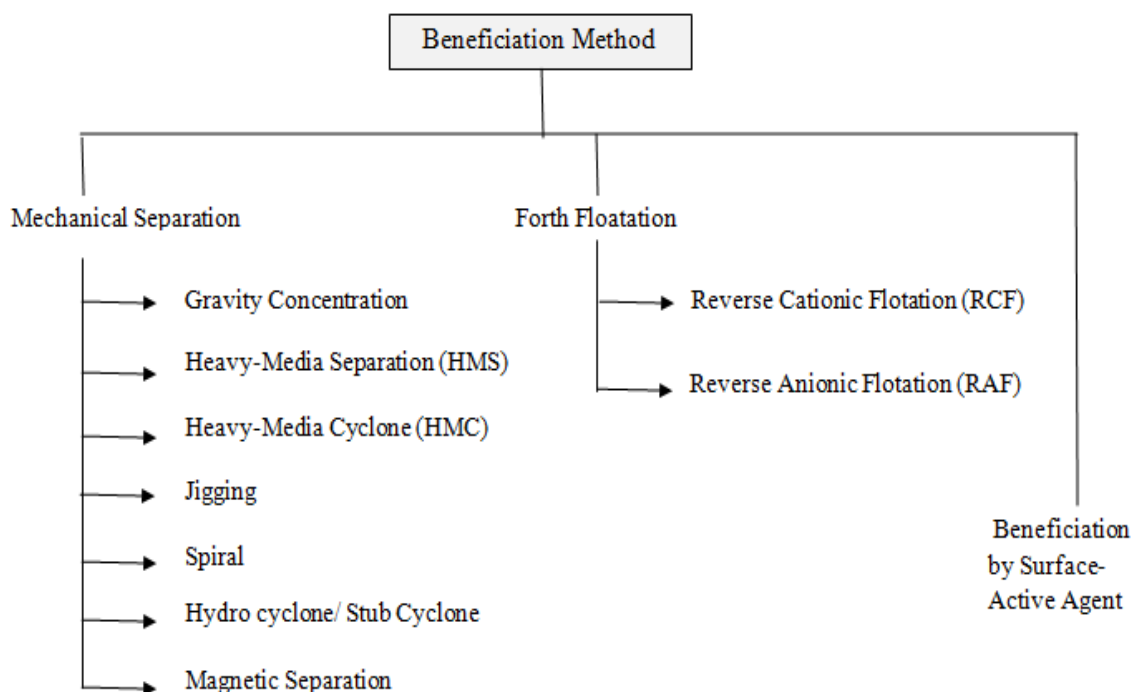 Beneficiation Method
Mechanical Separation
Gravity Concentration
Heavy-Media Separation (HMS)
Heavy-Media Cyclone (HMC)
Jigging
Spiral
Hydro cyclone/ Stub Cyclone
Magnetic Separation
Forth Floatation
Reverse Cationic Flotation (RCF)
Reverse Anionic Flotation (RAF)
Beneficiation
by Surface-
Active Agent